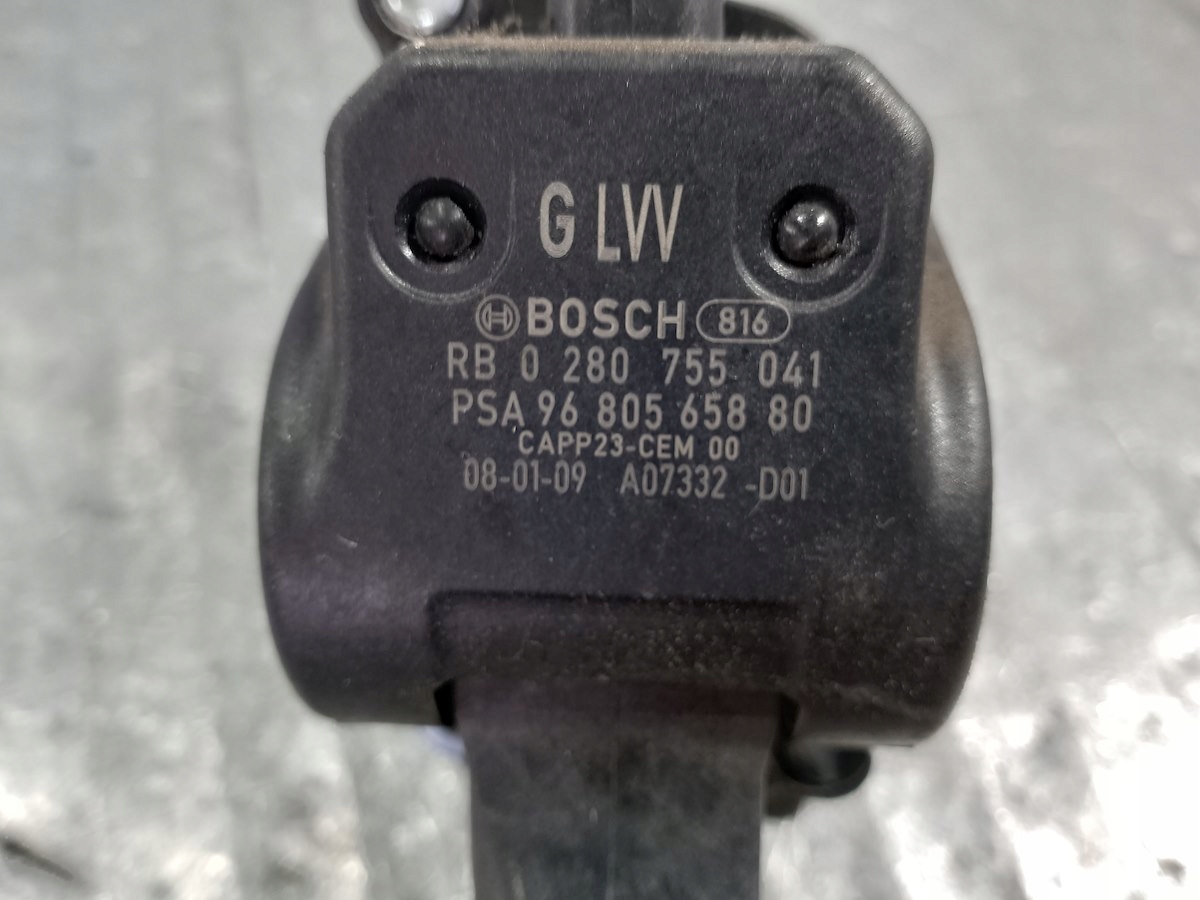 G LVV
BOSCH 816
RB 0 280 755 041
PSA 96 805 658 80
CAPP23-CEM 00
08-01-09 A07332 -D01